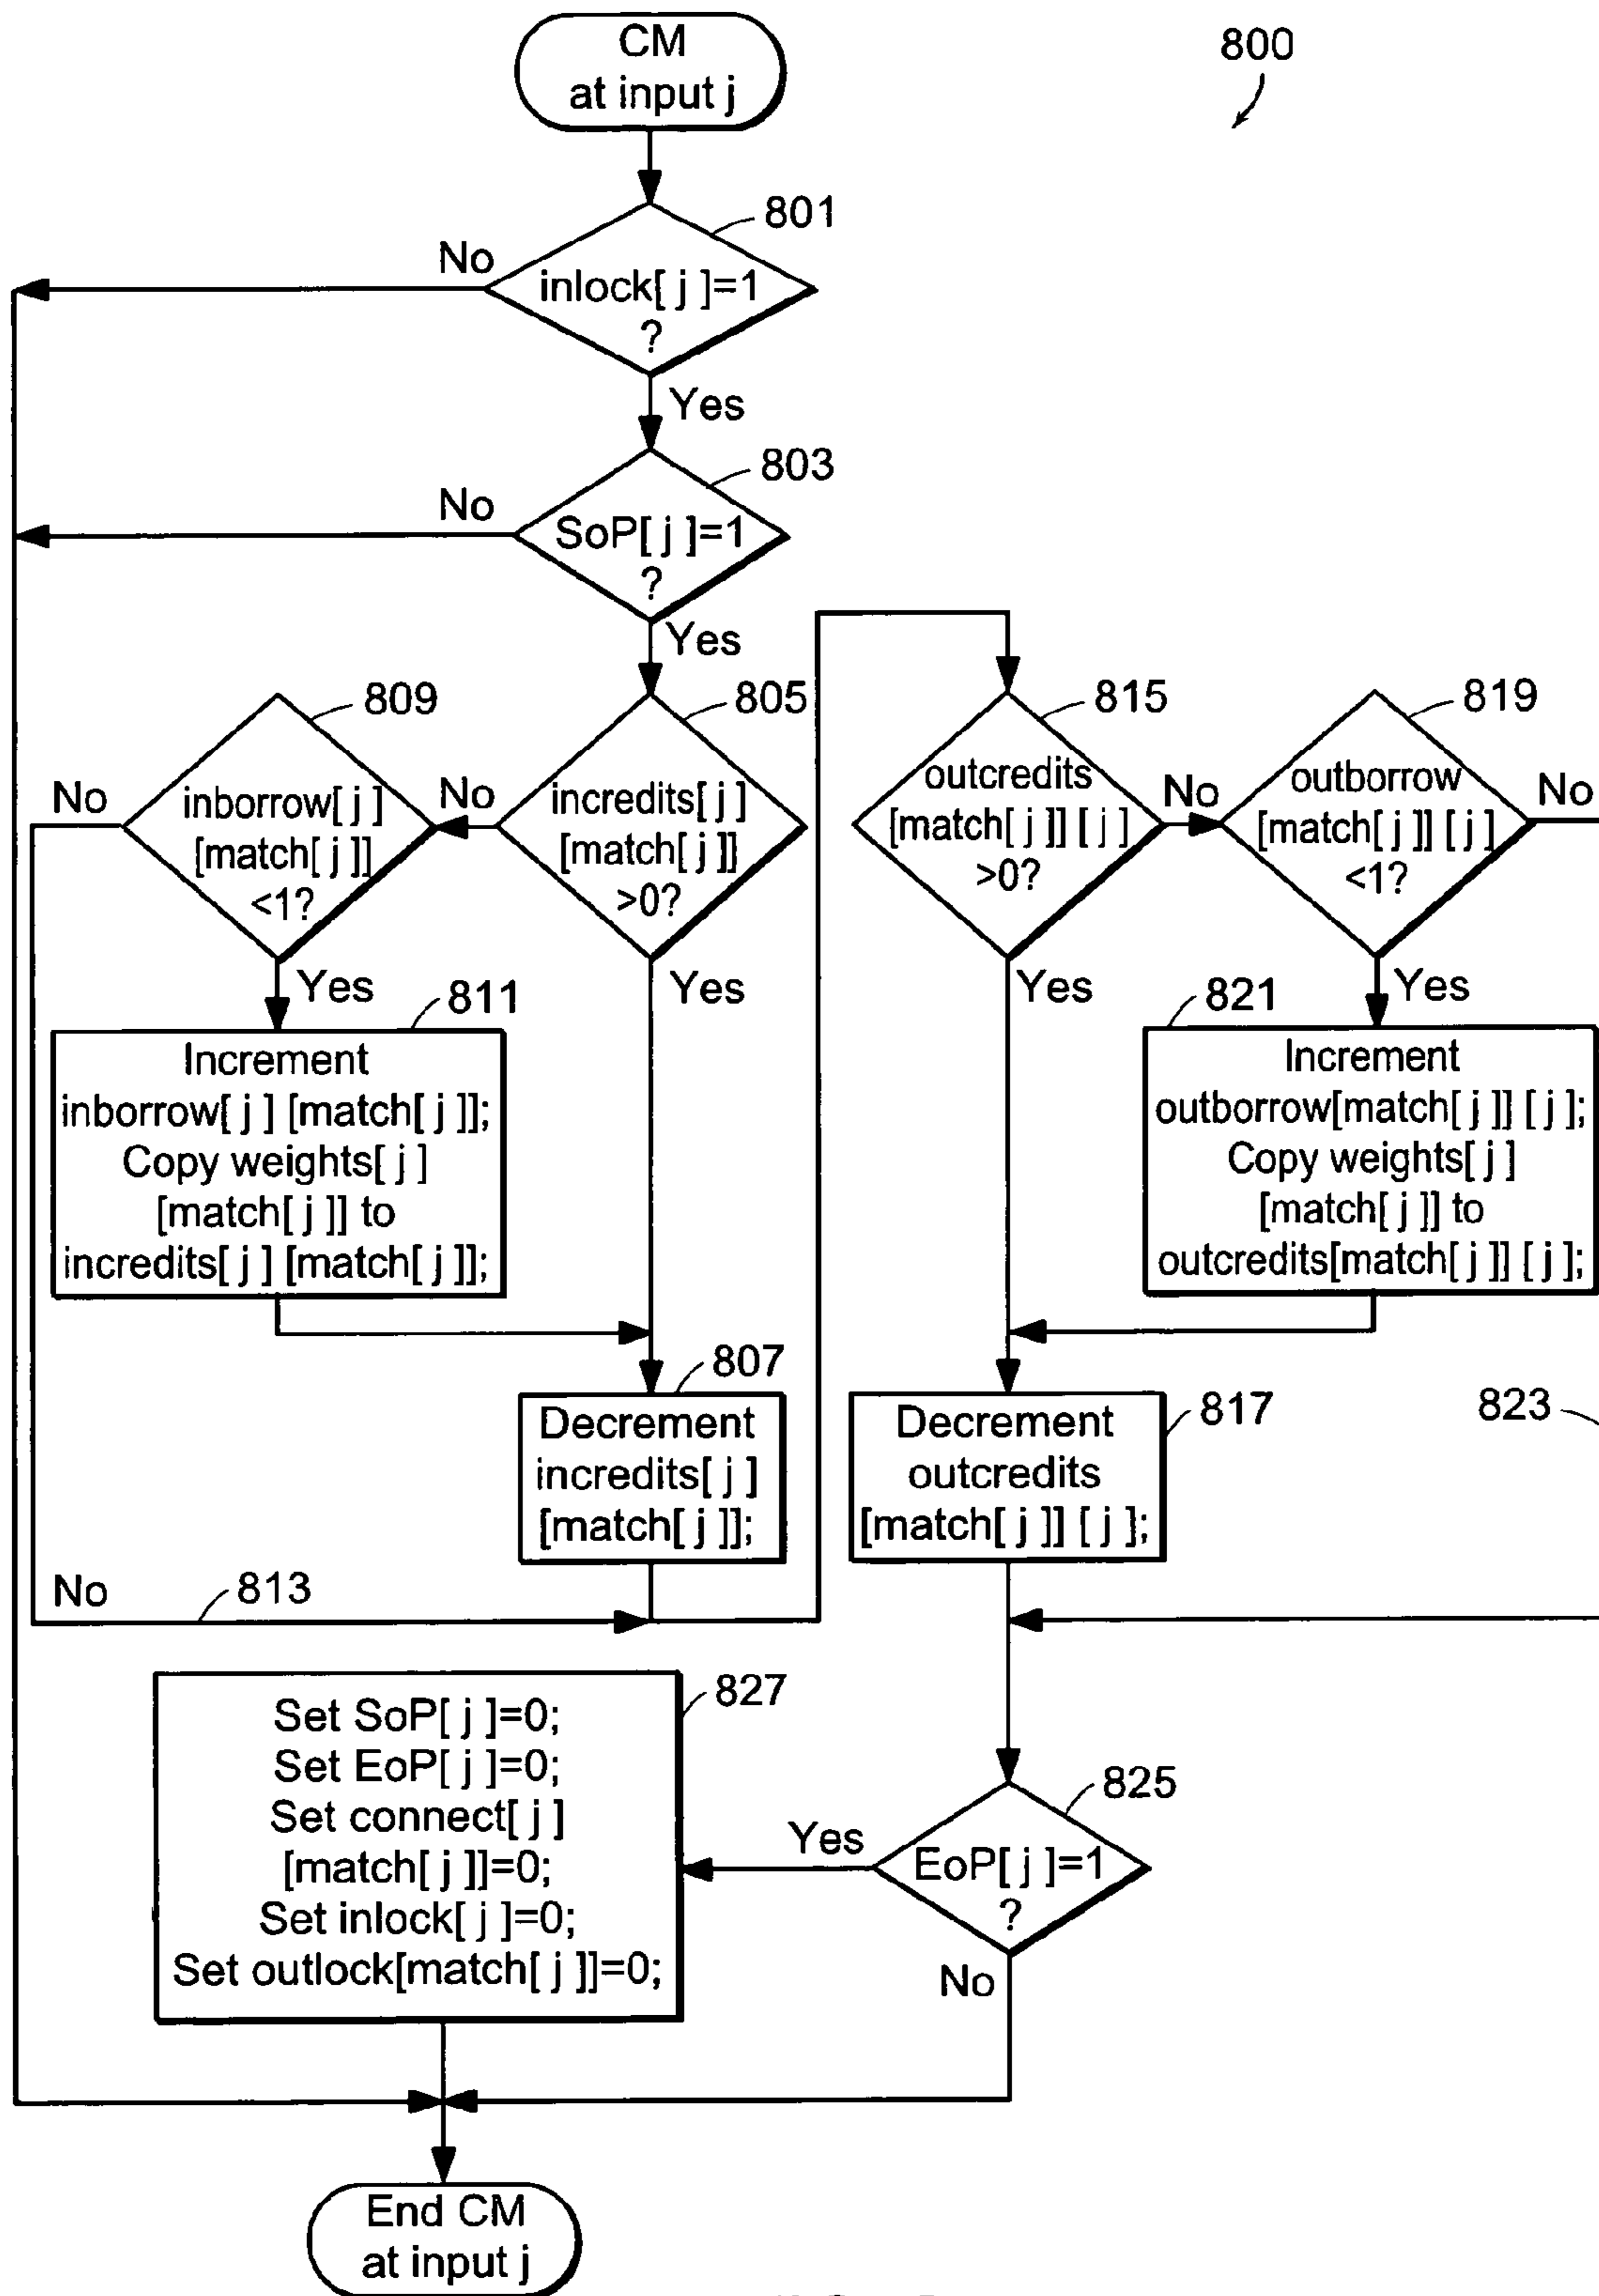 CM
at input j
800
801
No
inlock[ j ]=1
?
Yes
803
No
SoP[ j ]=1
?
Yes
809
805
815
819
No
inborrow[ j ]
[match[ j ]]
<1?
No
incredits[ j ]
[match[ j ]]
>0?
outcredits
[match[ j ]] [ j ]
>0?
No
outborrow
[match[ j ]] [ j ]
<1?
No
Yes
811
Yes
Yes
821
Yes
Increment
inborrow[ j ] [match[ j ]];
Copy weights[ j ]
[match[ j ]] to
incredits[ j ] [match[ j ]];
Increment
outborrow[match[ j ]] [ j ];
Copy weights[ j ]
[match[ j ]] to
outcredits[match[ j ]] [ j ];
807
Decrement
incredits[ j ]
[match[ j ]];
817
Decrement
outcredits
[match[ j ]] [ j ];
823
No
813
827
Set SoP[ j ]=0;
Set EoP[ j ]=0;
Set connect[ j ]
[match[ j ]]=0;
Set inlock[ j ]=0;
Set outlock[match[ j ]]=0;
825
Yes
EoP[ j ]=1
?
No
End CM
at input j